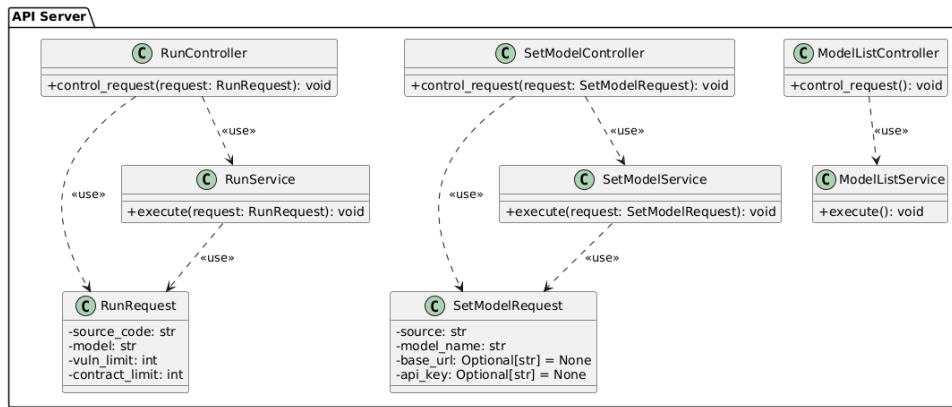 API Server
C RunController
+control_request(request: RunRequest): void
C SetModelController
+control_request(request: SetModelRequest): void
C ModelListController
+control_request(): void
«use»
«use»
«use»
C RunService
+execute(request: RunRequest): void
C SetModelService
+execute(request: SetModelRequest): void
C ModelListService
+execute(): void
«use»
«use»
«use»
«use»
C RunRequest
-source_code: str
-model: str
-vuln_limit: int
-contract_limit: int
C SetModelRequest
-source: str
-model_name: str
-base_url: Optional[str] = None
-api_key: Optional[str] = None